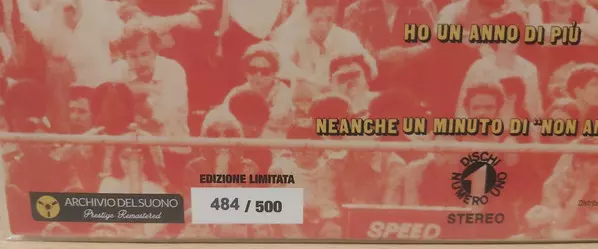 HO UN ANNO DI PIÙ
NEANCHE UN MINUTO DI "NON AM
DISCHI
NUMERO UNO
1
STEREO
SPEED
EDIZIONE LIMITATA
484 / 500
ARCHIVIO DEL SUONO
Prestige Remastered